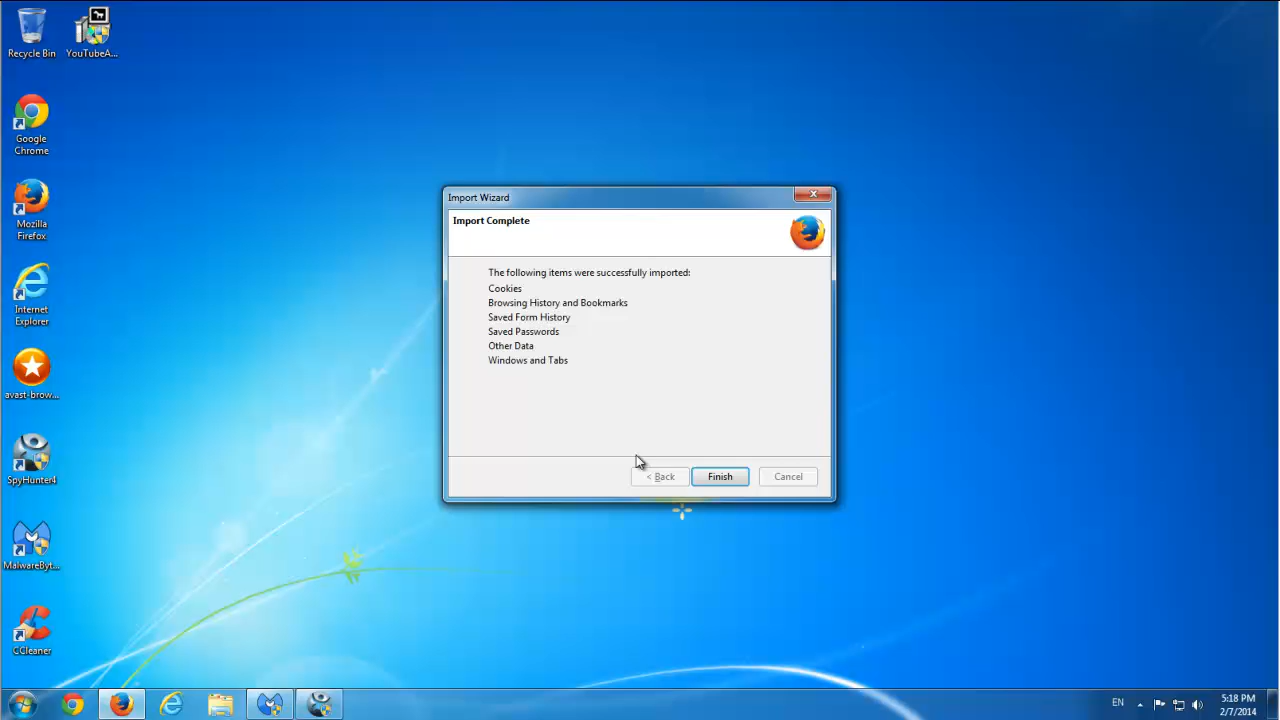 Recycle Bin
YouTubeA...
Google
Chrome
Mozilla
Firefox
Internet
Explorer
avast-brow...
SpyHunter4
MalwareByt...
CCleaner
Import Wizard
Import Complete
The following items were successfully imported:
Cookies
Browsing History and Bookmarks
Saved Form History
Saved Passwords
Other Data
Windows and Tabs
< Back
Finish
Cancel
EN
5:18 PM
2/7/2014